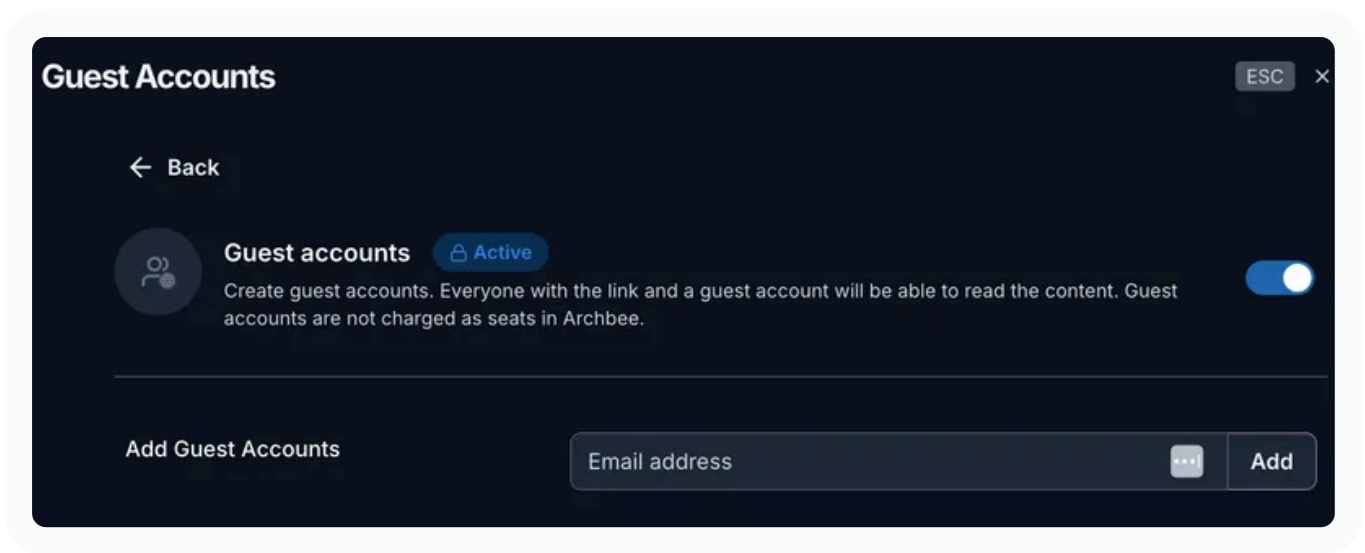 Guest Accounts
ESC
Back
Guest accounts
Active
Create guest accounts. Everyone with the link and a guest account will be able to read the content. Guest
accounts are not charged as seats in Archbee.
Add Guest Accounts
Email address
Add